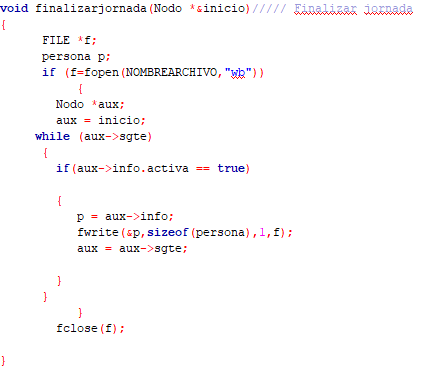 void finalizarjornada(Nodo *&inicio)///// Finalizar jornada
{
FILE *f;
persona p;
if (f=fopen(NOMBREARCHIVO,"wb"))
{
Nodo *aux;
aux = inicio;
while (aux->sgte)
{
if(aux->info.activa == true)
{
p = aux->info;
fwrite(&p,sizeof(persona),1,f);
aux = aux->sgte;
}
}
}
fclose(f);
}